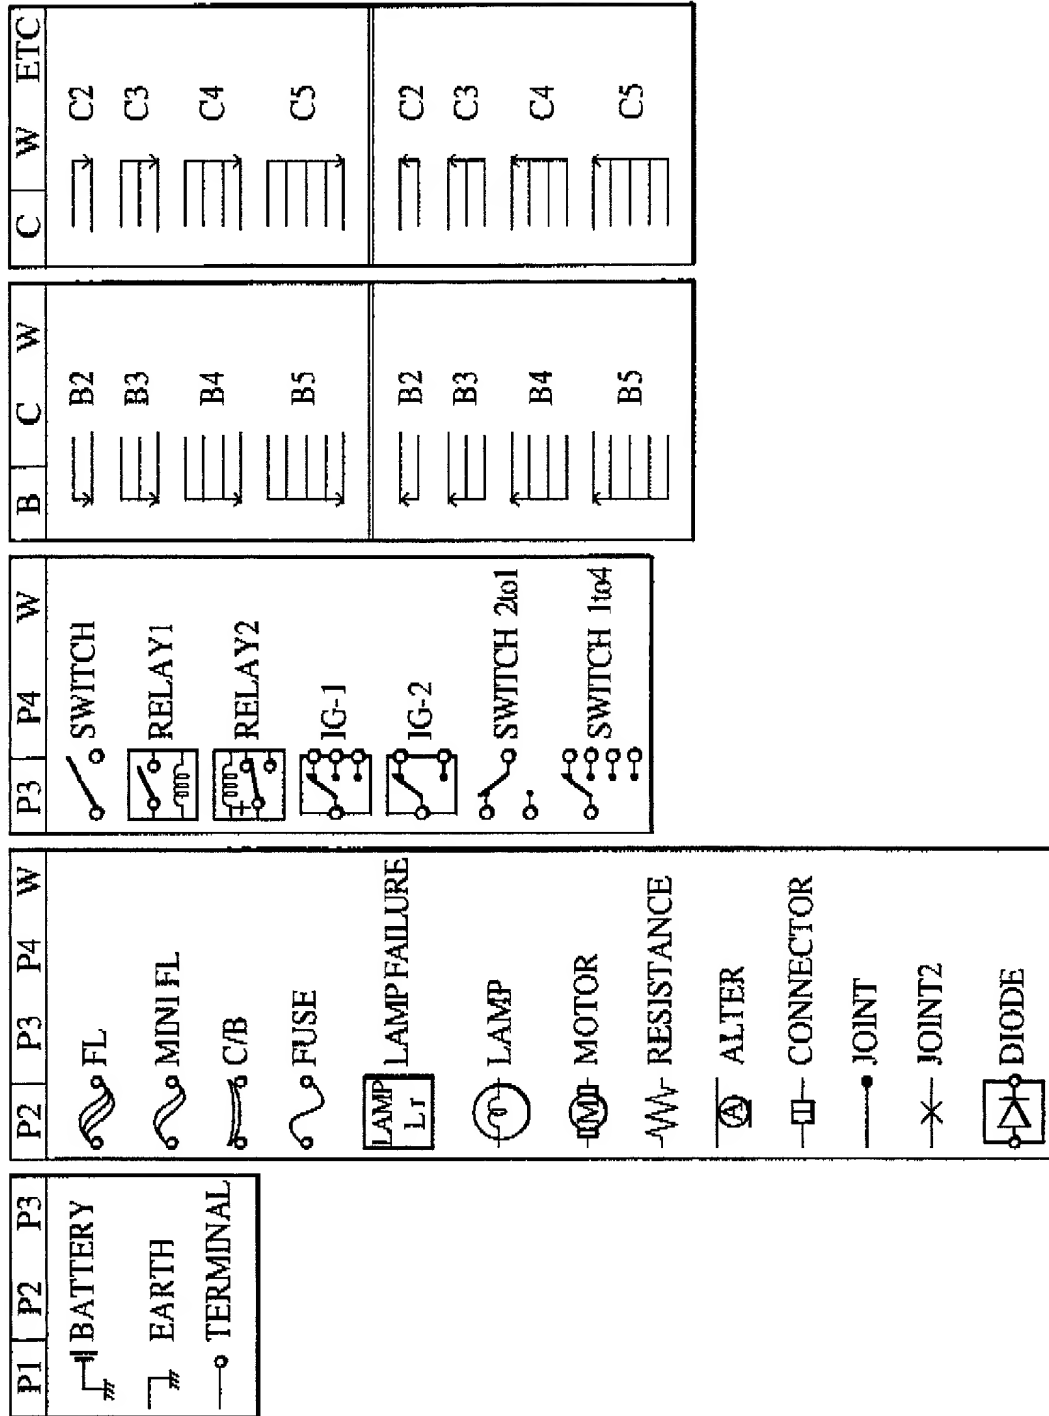 P1 P2 P3
BATTERY
EARTH
TERMINAL
P2 P3 P4 W
FL
MINI FL
C/B
FUSE
LAMP Lr LAMP FAILURE
LAMP
M MOTOR
RESISTANCE
A ALTER
CONNECTOR
JOINT
JOINT2
DIODE
P3 P4 W
SWITCH
RELAY1
RELAY2
IG-1
IG-2
SWITCH 2to1
SWITCH 1to4
B C W
B2
B3
B4
B5
B2
B3
B4
B5
C W ETC
C2
C3
C4
C5
C2
C3
C4
C5